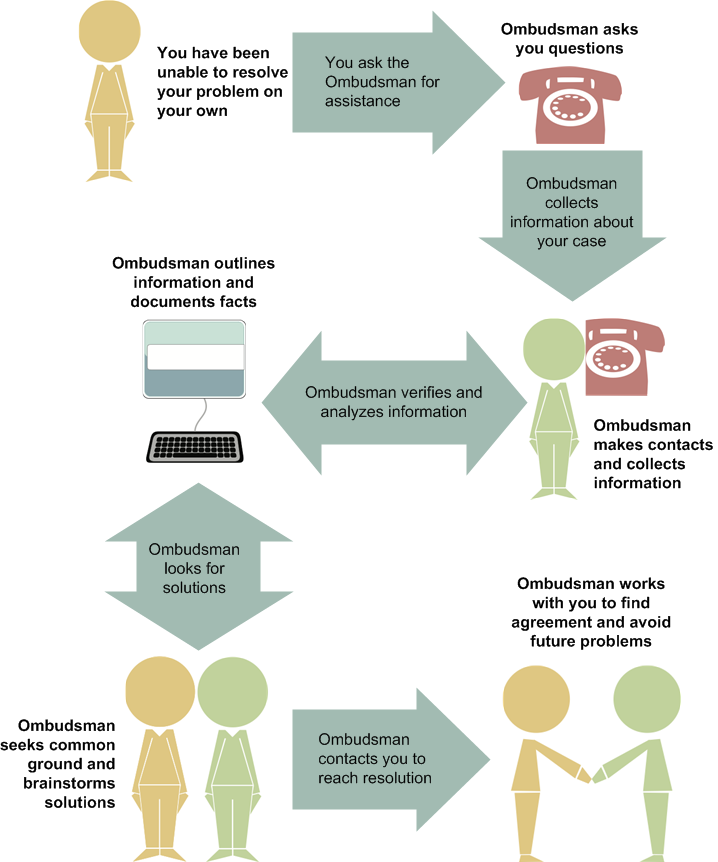 You have been
unable to resolve
your problem on
your own
You ask the
Ombudsman for
assistance
Ombudsman asks
you questions
Ombudsman
collects
information about
your case
Ombudsman outlines
information and
documents facts
Ombudsman verifies and
analyzes information
Ombudsman
makes contacts
and collects
information
Ombudsman
looks for
solutions
Ombudsman
seeks common
ground and
brainstorms
solutions
Ombudsman
contacts you to
reach resolution
Ombudsman works
with you to find
agreement and avoid
future problems